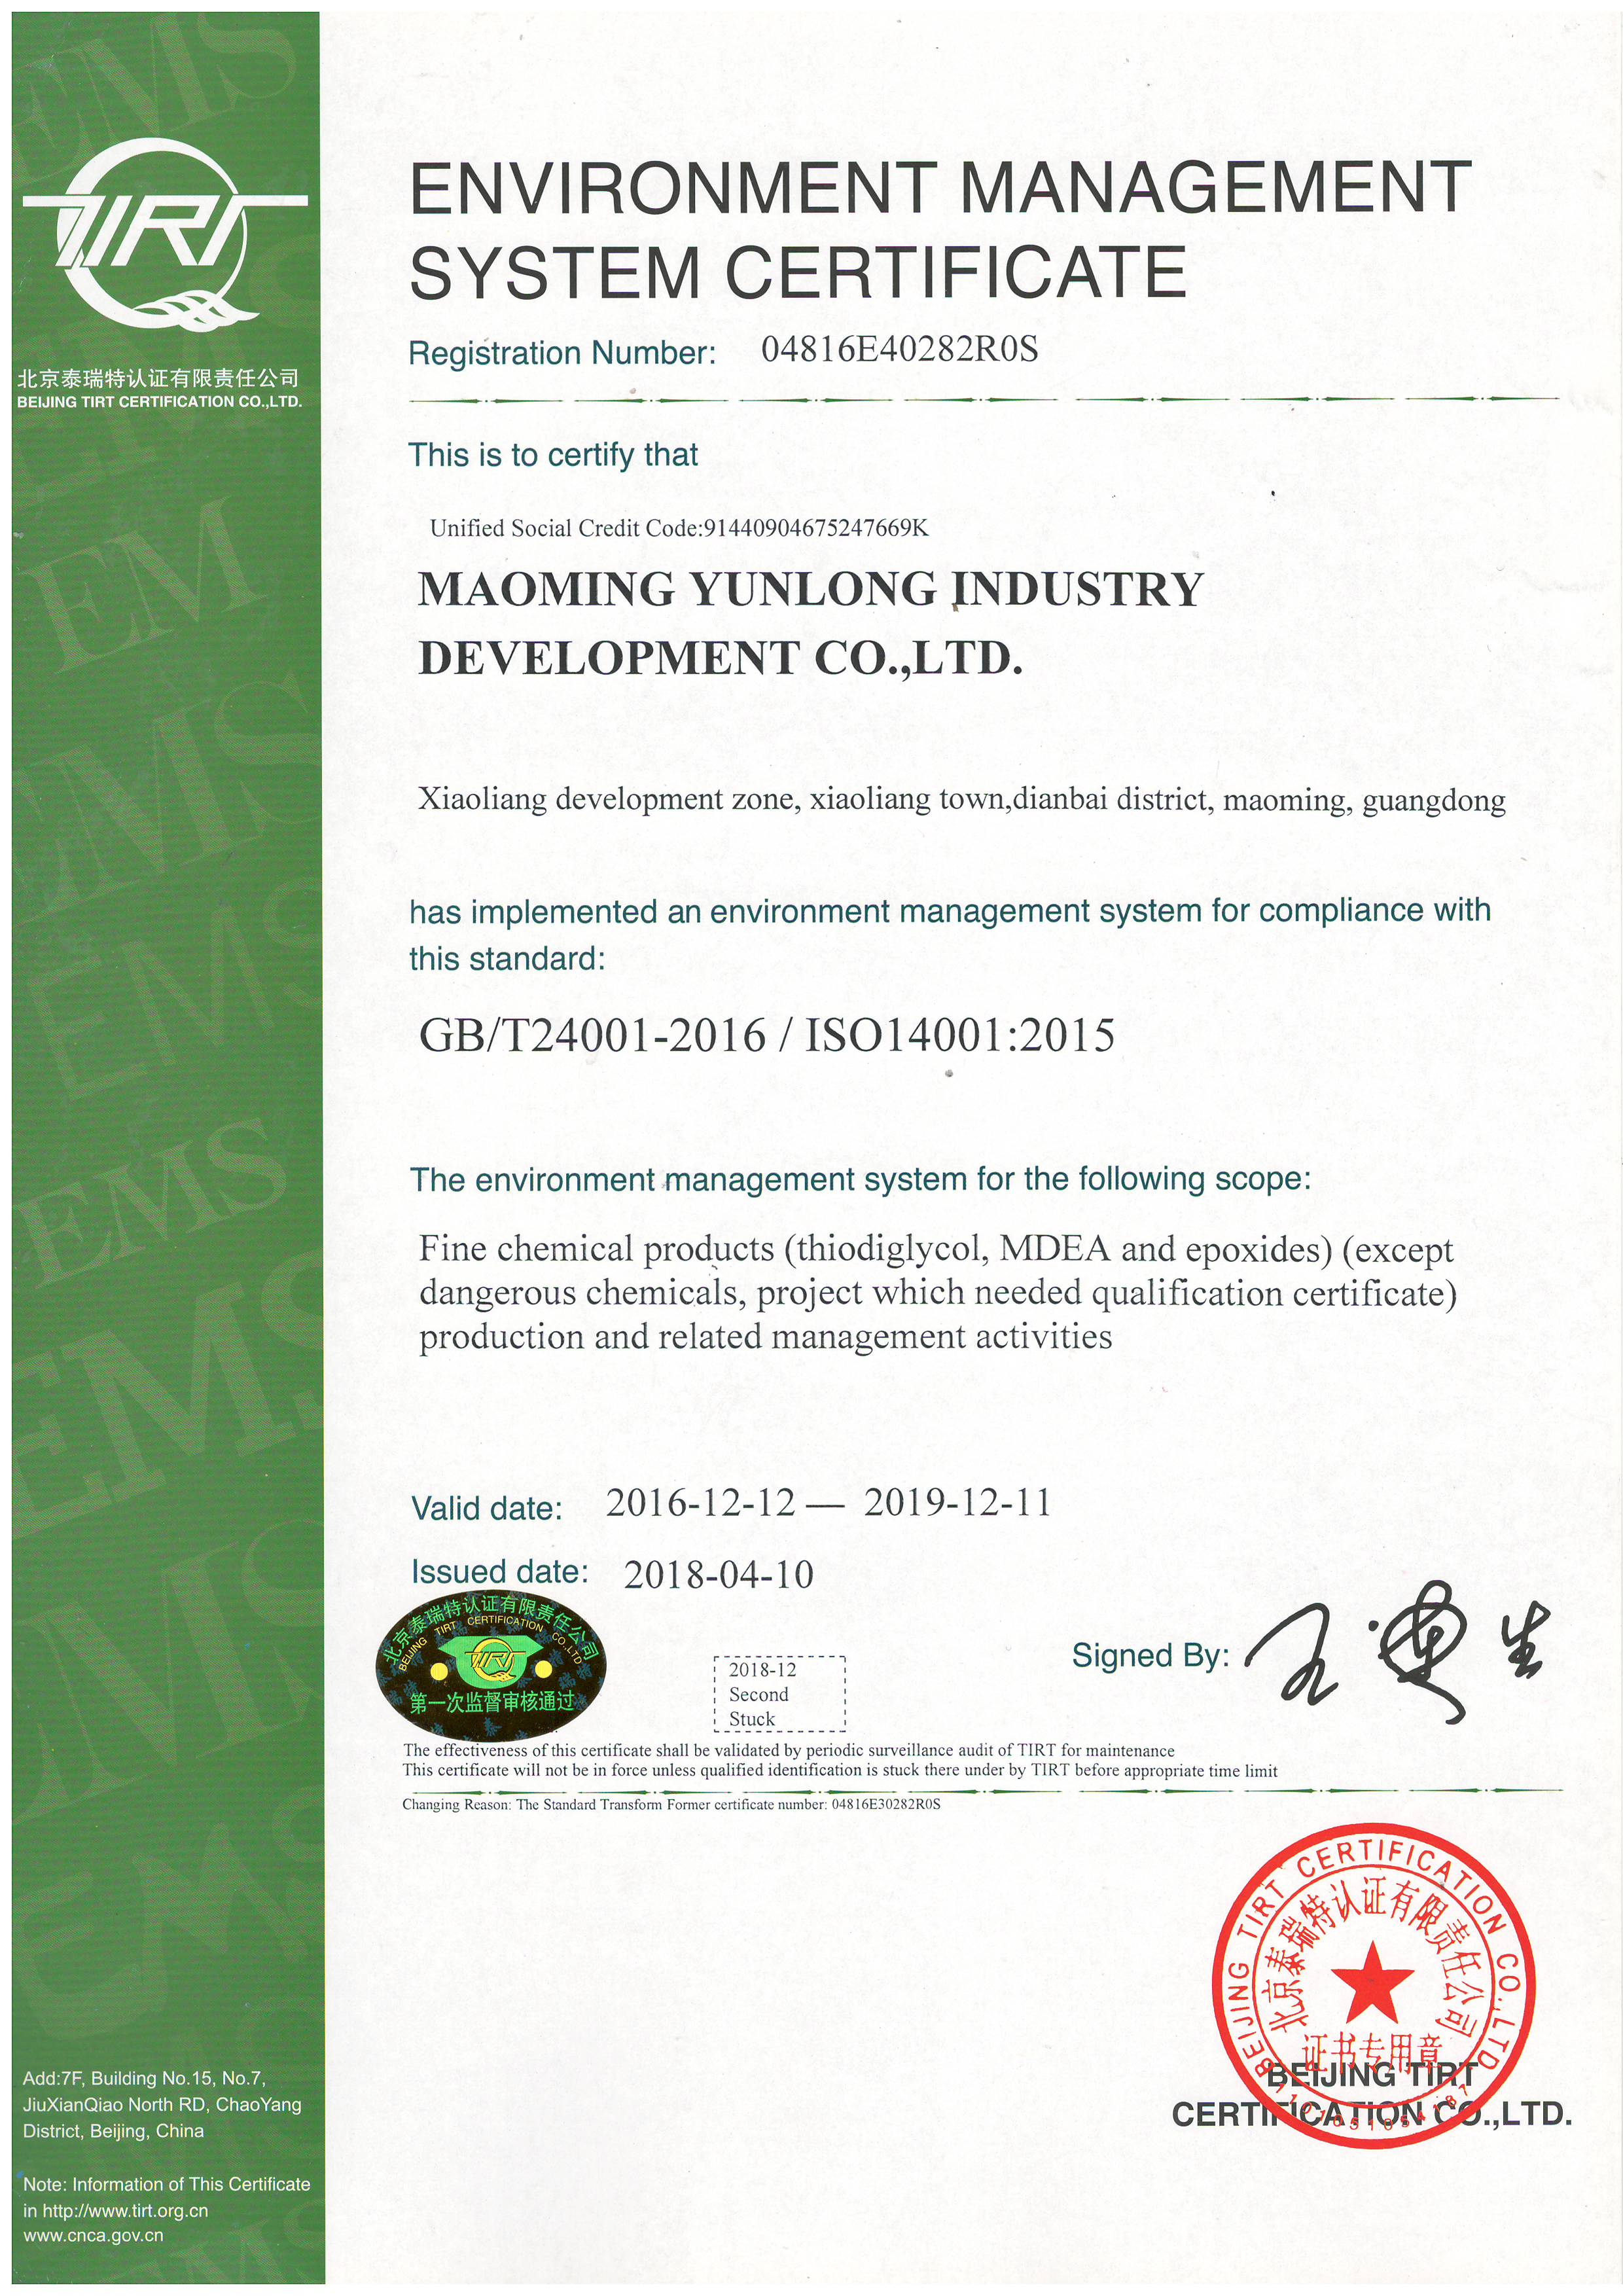 TIRT
北京泰瑞特认证有限责任公司
BEIJING TIRT CERTIFICATION CO.,LTD.
ENVIRONMENT MANAGEMENT
SYSTEM CERTIFICATE
Registration Number: 04816E40282R0S
This is to certify that
Unified Social Credit Code:91440904675247669K
MAOMING YUNLONG INDUSTRY
DEVELOPMENT CO.,LTD.
Xiaoliang development zone, xiaoliang town,dianbai district, maoming, guangdong
has implemented an environment management system for compliance with
this standard:
GB/T24001-2016 / ISO14001:2015
The environment management system for the following scope:
Fine chemical products (thiodiglycol, MDEA and epoxides) (except
dangerous chemicals, project which needed qualification certificate)
production and related management activities
Valid date: 2016-12-12 — 2019-12-11
Issued date: 2018-04-10
北京泰瑞特认证有限责任公司
BEIJING TIRT CERTIFICATION CO.LTD
TIRT
第一次监督审核通过
2018-12
Second
Stuck
Signed By:
The effectiveness of this certificate shall be validated by periodic surveillance audit of TIRT for maintenance
This certificate will not be in force unless qualified identification is stuck there under by TIRT before appropriate time limit
Changing Reason: The Standard Transform Former certificate number: 04816E30282R0S
BEIJING TIRT CERTIFICATION CO.,LTD
北京泰瑞特认证有限责任公司
证书专用章
BEIJING TIRT
CERTIFICATION CO.,LTD.
Add:7F, Building No.15, No.7,
JiuXianQiao North RD, ChaoYang
District, Beijing, China
Note: Information of This Certificate
in http://www.tirt.org.cn
www.cnca.gov.cn